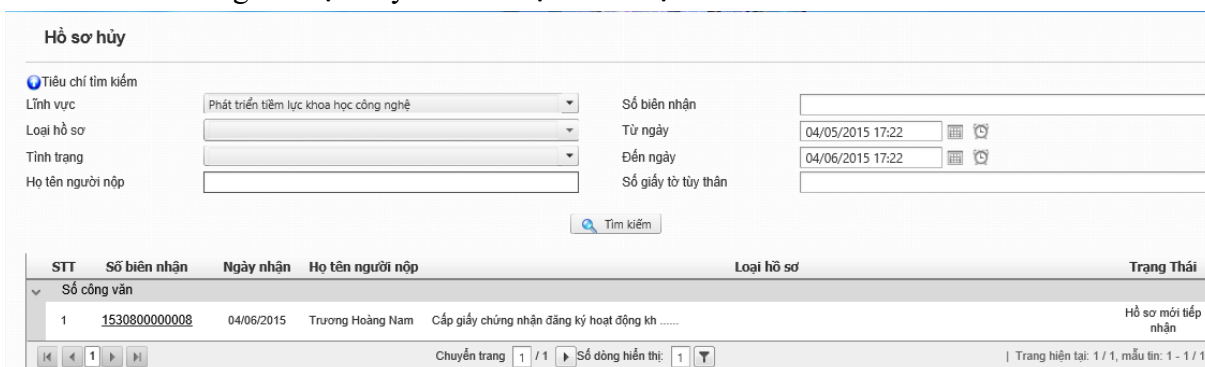 Hồ sơ hủy
Tiêu chí tìm kiếm
Lĩnh vực Phát triển tiềm lực khoa học công nghệ Số biên nhận
Loại hồ sơ Từ ngày 04/05/2015 17:22
Tình trạng Đến ngày 04/06/2015 17:22
Họ tên người nộp Số giấy tờ tùy thân
Tìm kiếm
STT Số biên nhận Ngày nhận Họ tên người nộp Loại hồ sơ Trạng Thái
Số công văn
1 1530800000008 04/06/2015 Trương Hoàng Nam Cấp giấy chứng nhận đăng ký hoạt động kh ...... Hồ sơ mới tiếp
nhận
1 Chuyển trang 1 / 1 Số dòng hiển thị: 1 | Trang hiện tại: 1 / 1, mẫu tin: 1 - 1 / 1